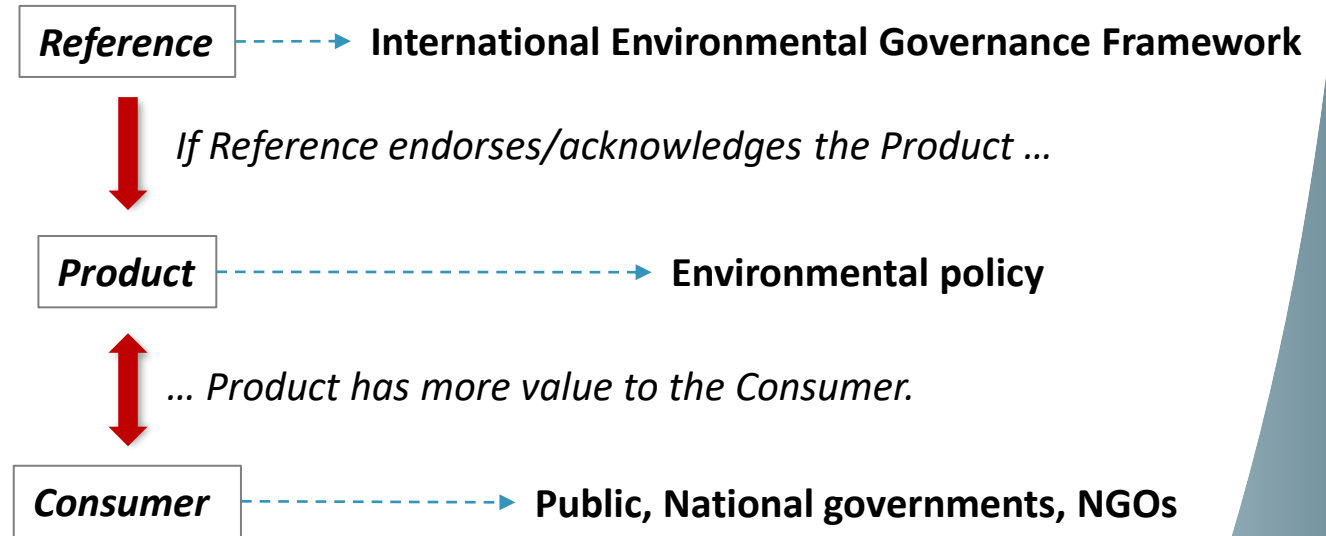 Reference International Environmental Governance Framework
If Reference endorses/acknowledges the Product …
Product Environmental policy
… Product has more value to the Consumer.
Consumer Public, National governments, NGOs